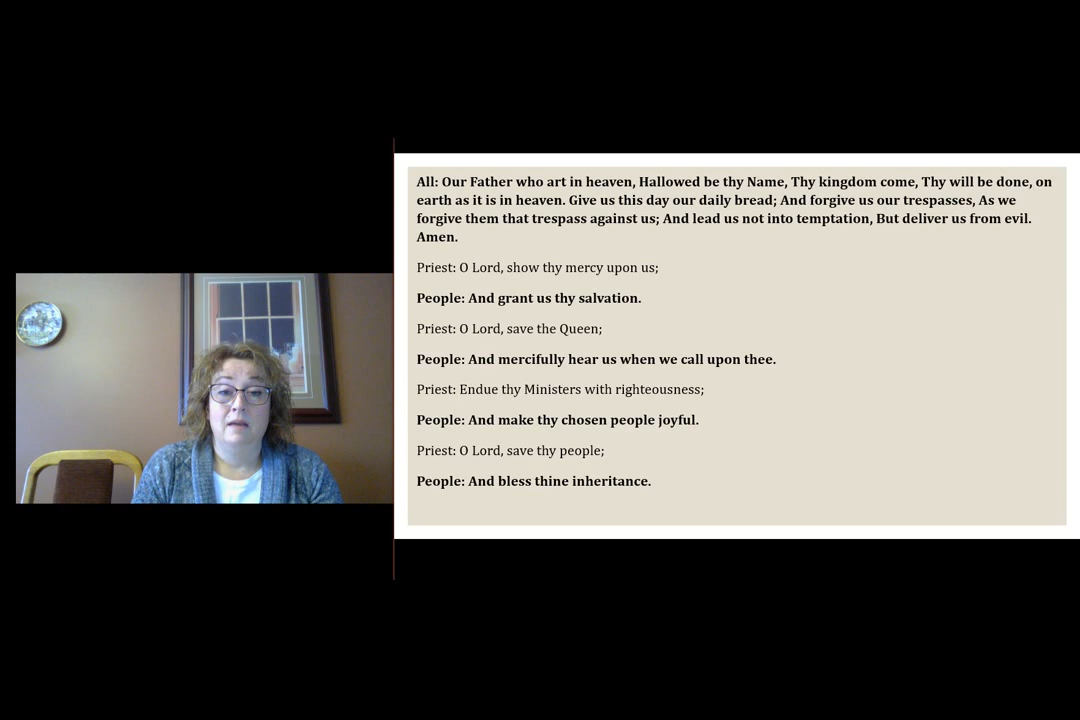 All: Our Father who art in heaven, Hallowed be thy Name, Thy kingdom come, Thy will be done, on
earth as it is in heaven. Give us this day our daily bread; And forgive us our trespasses, As we
forgive them that trespass against us; And lead us not into temptation, But deliver us from evil.
Amen.
Priest: O Lord, show thy mercy upon us;
People: And grant us thy salvation.
Priest: O Lord, save the Queen;
People: And mercifully hear us when we call upon thee.
Priest: Endue thy Ministers with righteousness;
People: And make thy chosen people joyful.
Priest: O Lord, save thy people;
People: And bless thine inheritance.